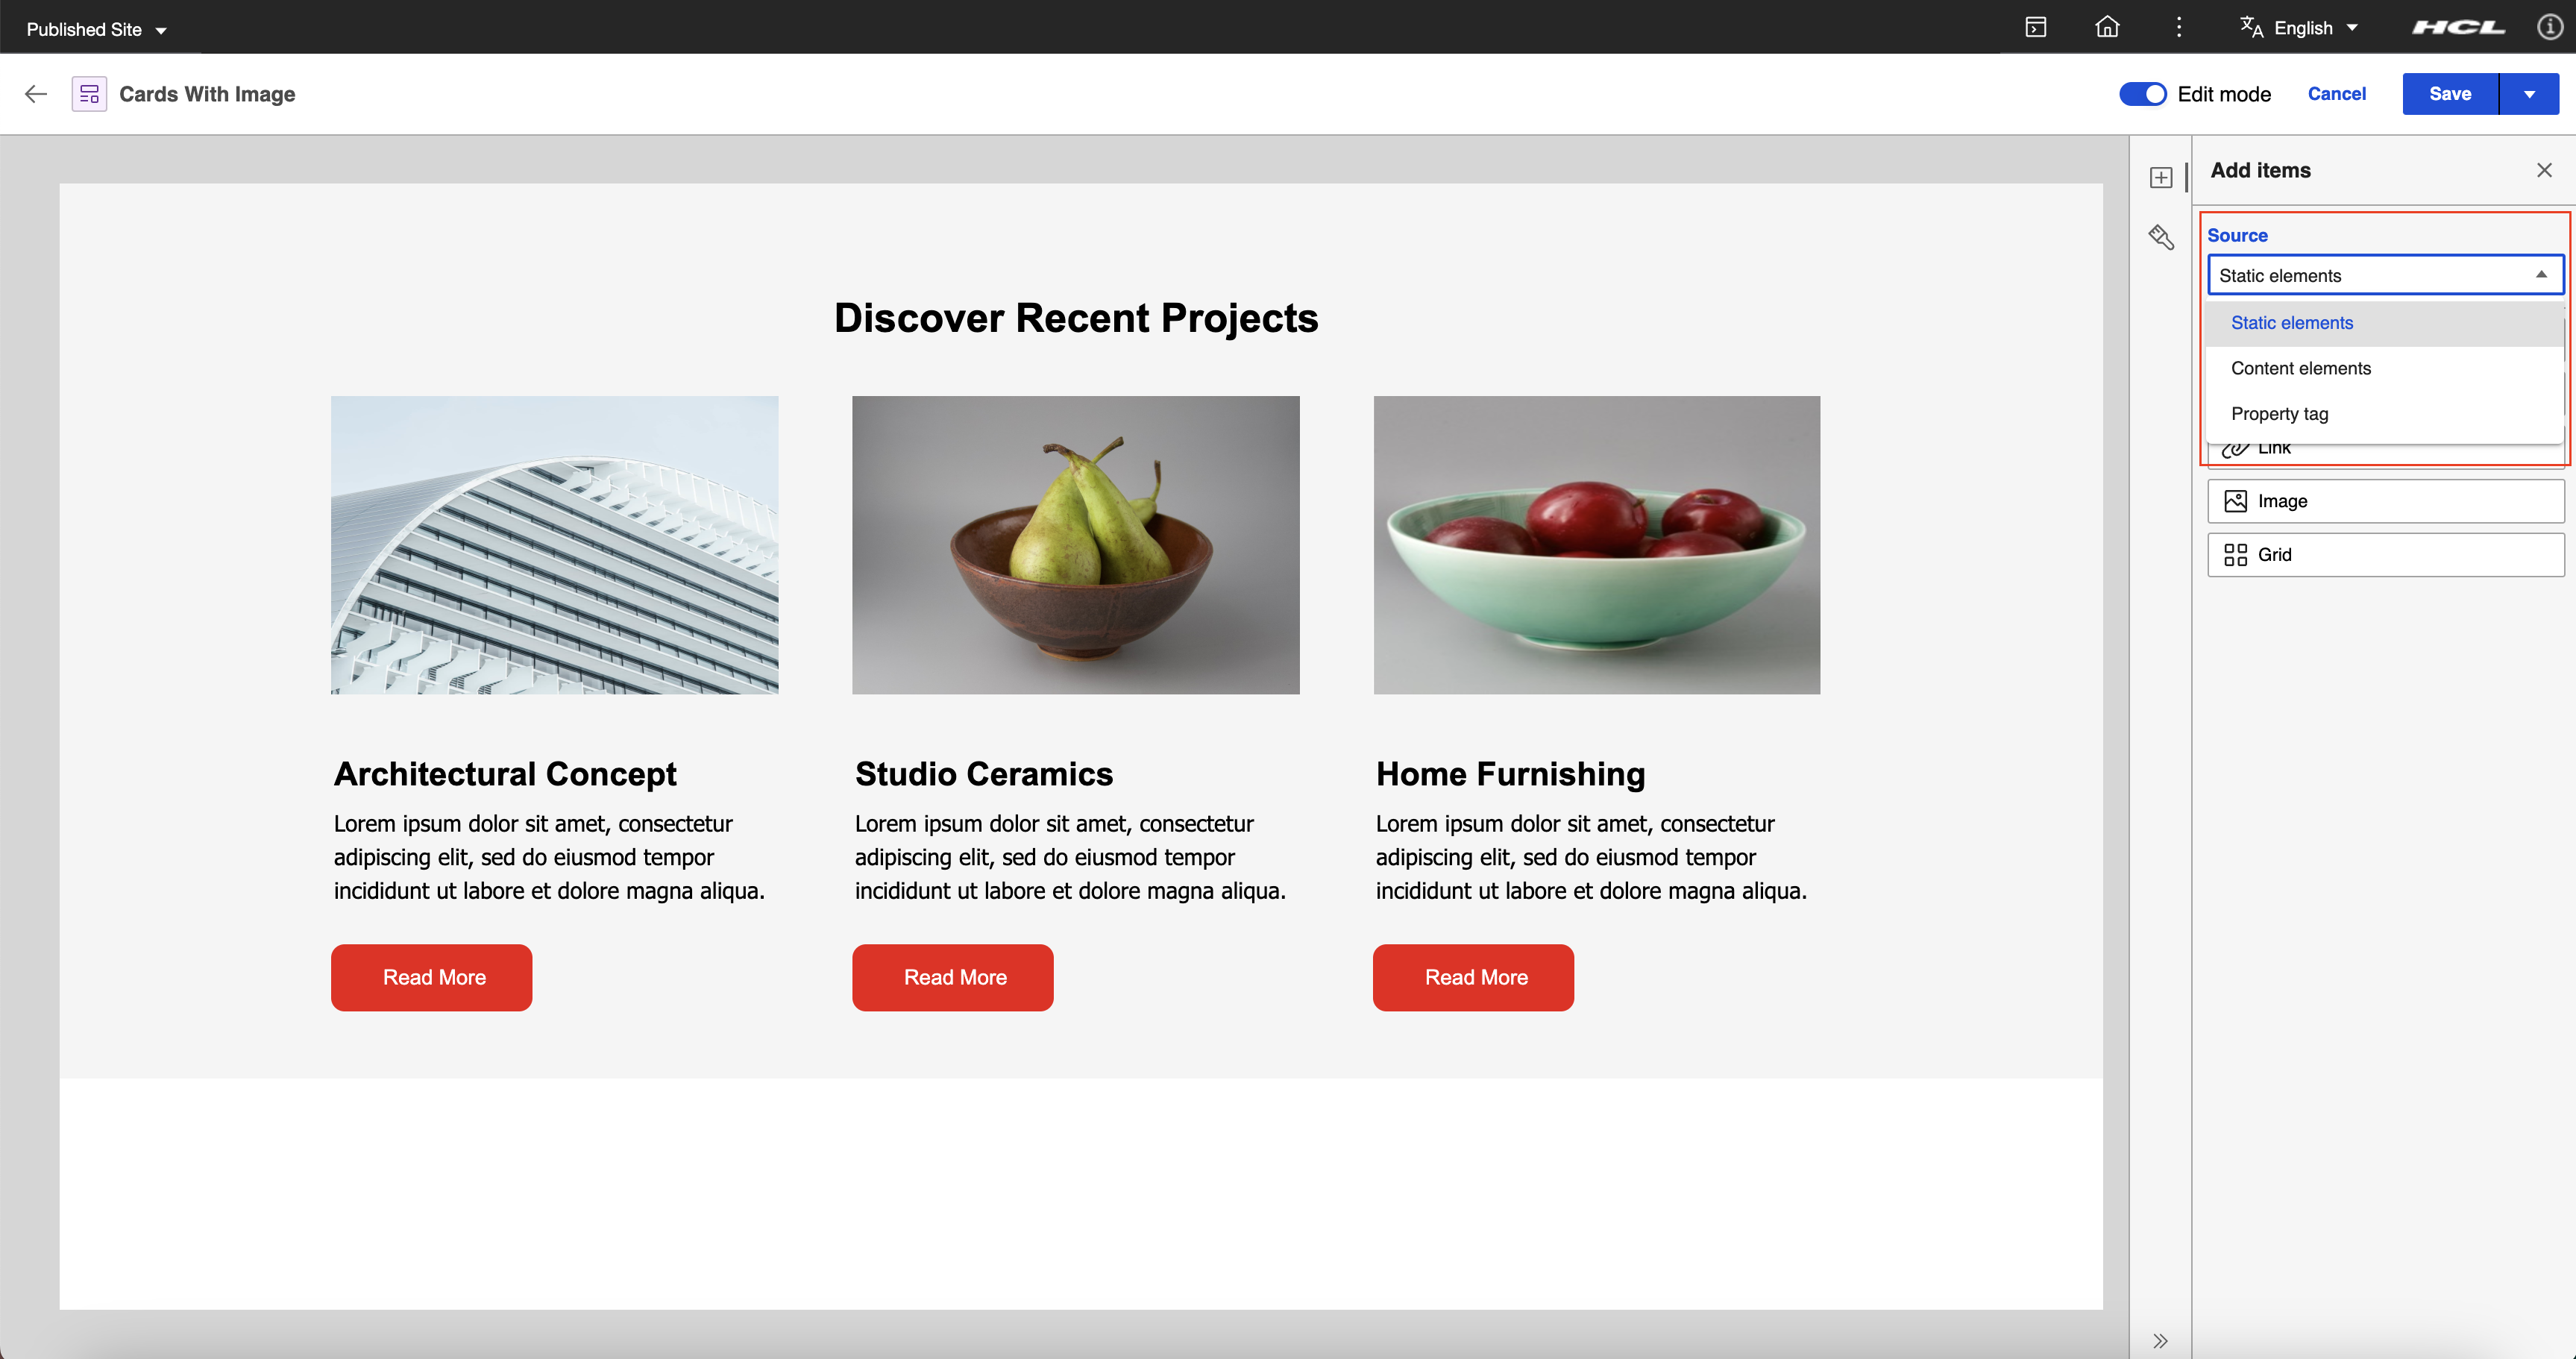 Published Site
English
HCL
Cards With Image
Edit mode
Cancel
Save
Add items
Source
Static elements
Static elements
Content elements
Property tag
Link
Image
Grid
Discover Recent Projects
Architectural Concept
Lorem ipsum dolor sit amet, consectetur
adipiscing elit, sed do eiusmod tempor
incididunt ut labore et dolore magna aliqua.
Read More
Studio Ceramics
Lorem ipsum dolor sit amet, consectetur
adipiscing elit, sed do eiusmod tempor
incididunt ut labore et dolore magna aliqua.
Read More
Home Furnishing
Lorem ipsum dolor sit amet, consectetur
adipiscing elit, sed do eiusmod tempor
incididunt ut labore et dolore magna aliqua.
Read More